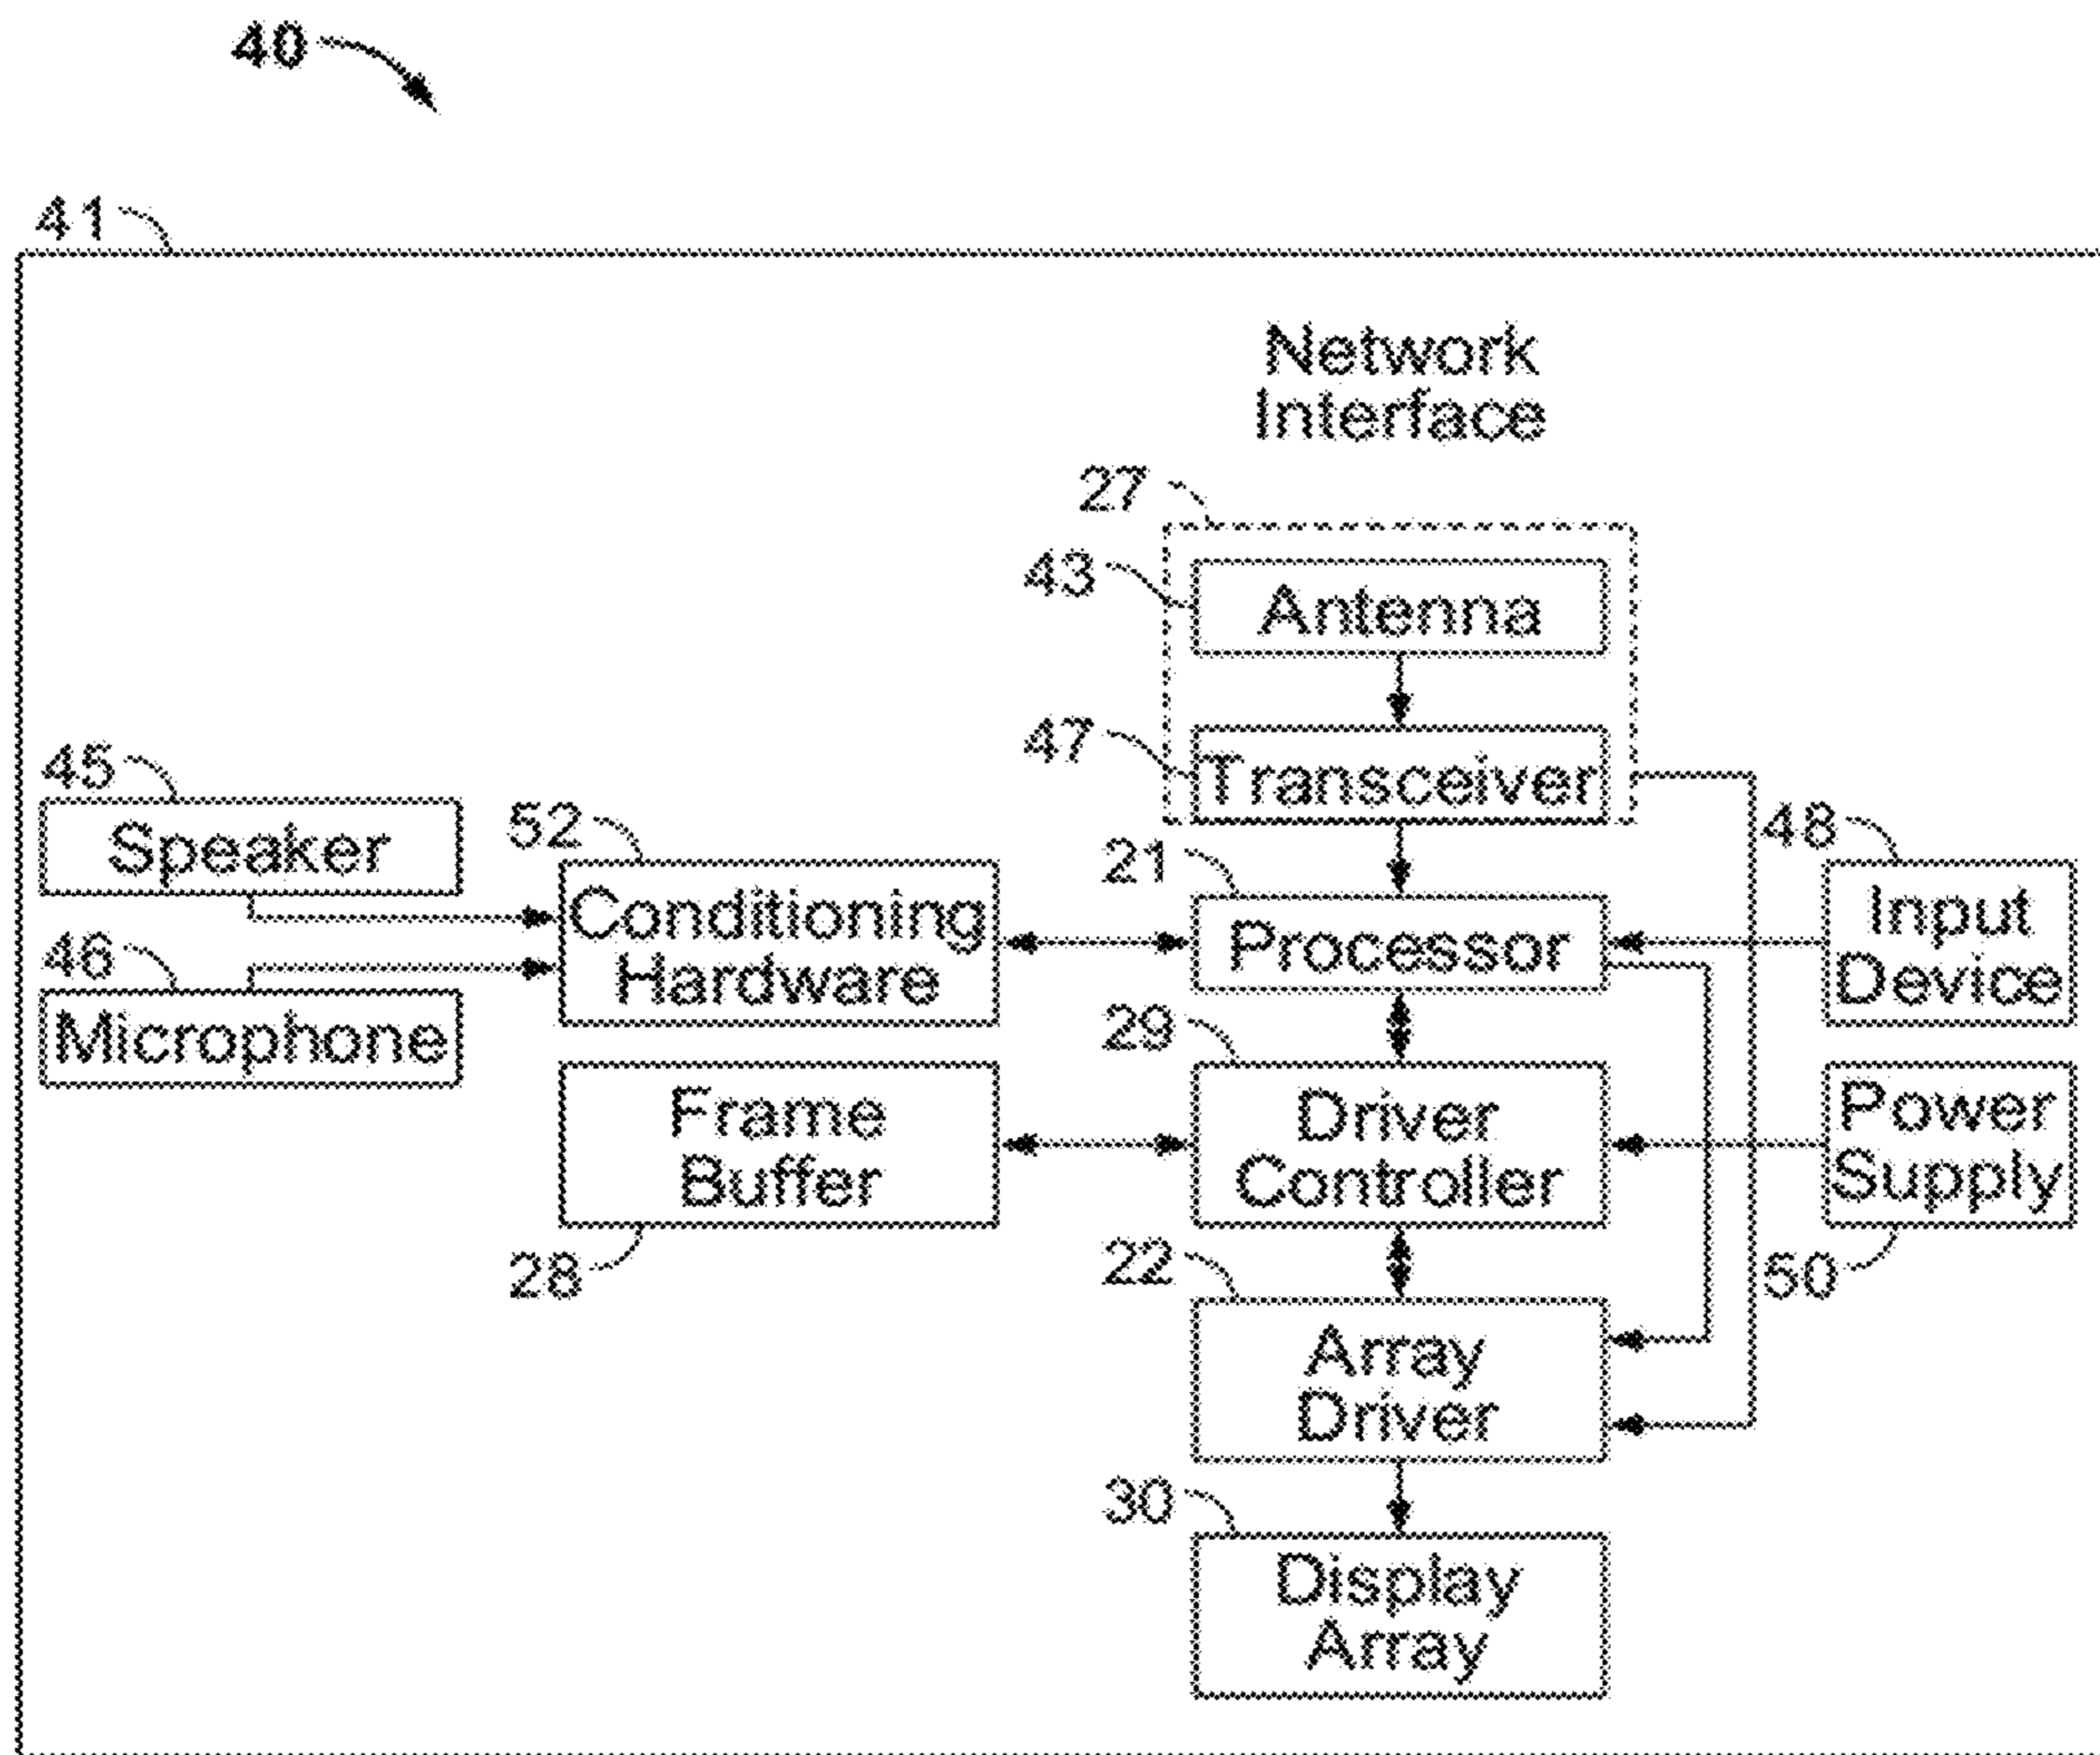 40
41
Network
Interface
27
43
Antenna
47
Transceiver
45
Speaker
52
Conditioning
Hardware
21
Processor
48
Input
Device
46
Microphone
29
Driver
Controller
Frame
Buffer
28
Power
Supply
50
22
Array
Driver
30
Display
Array